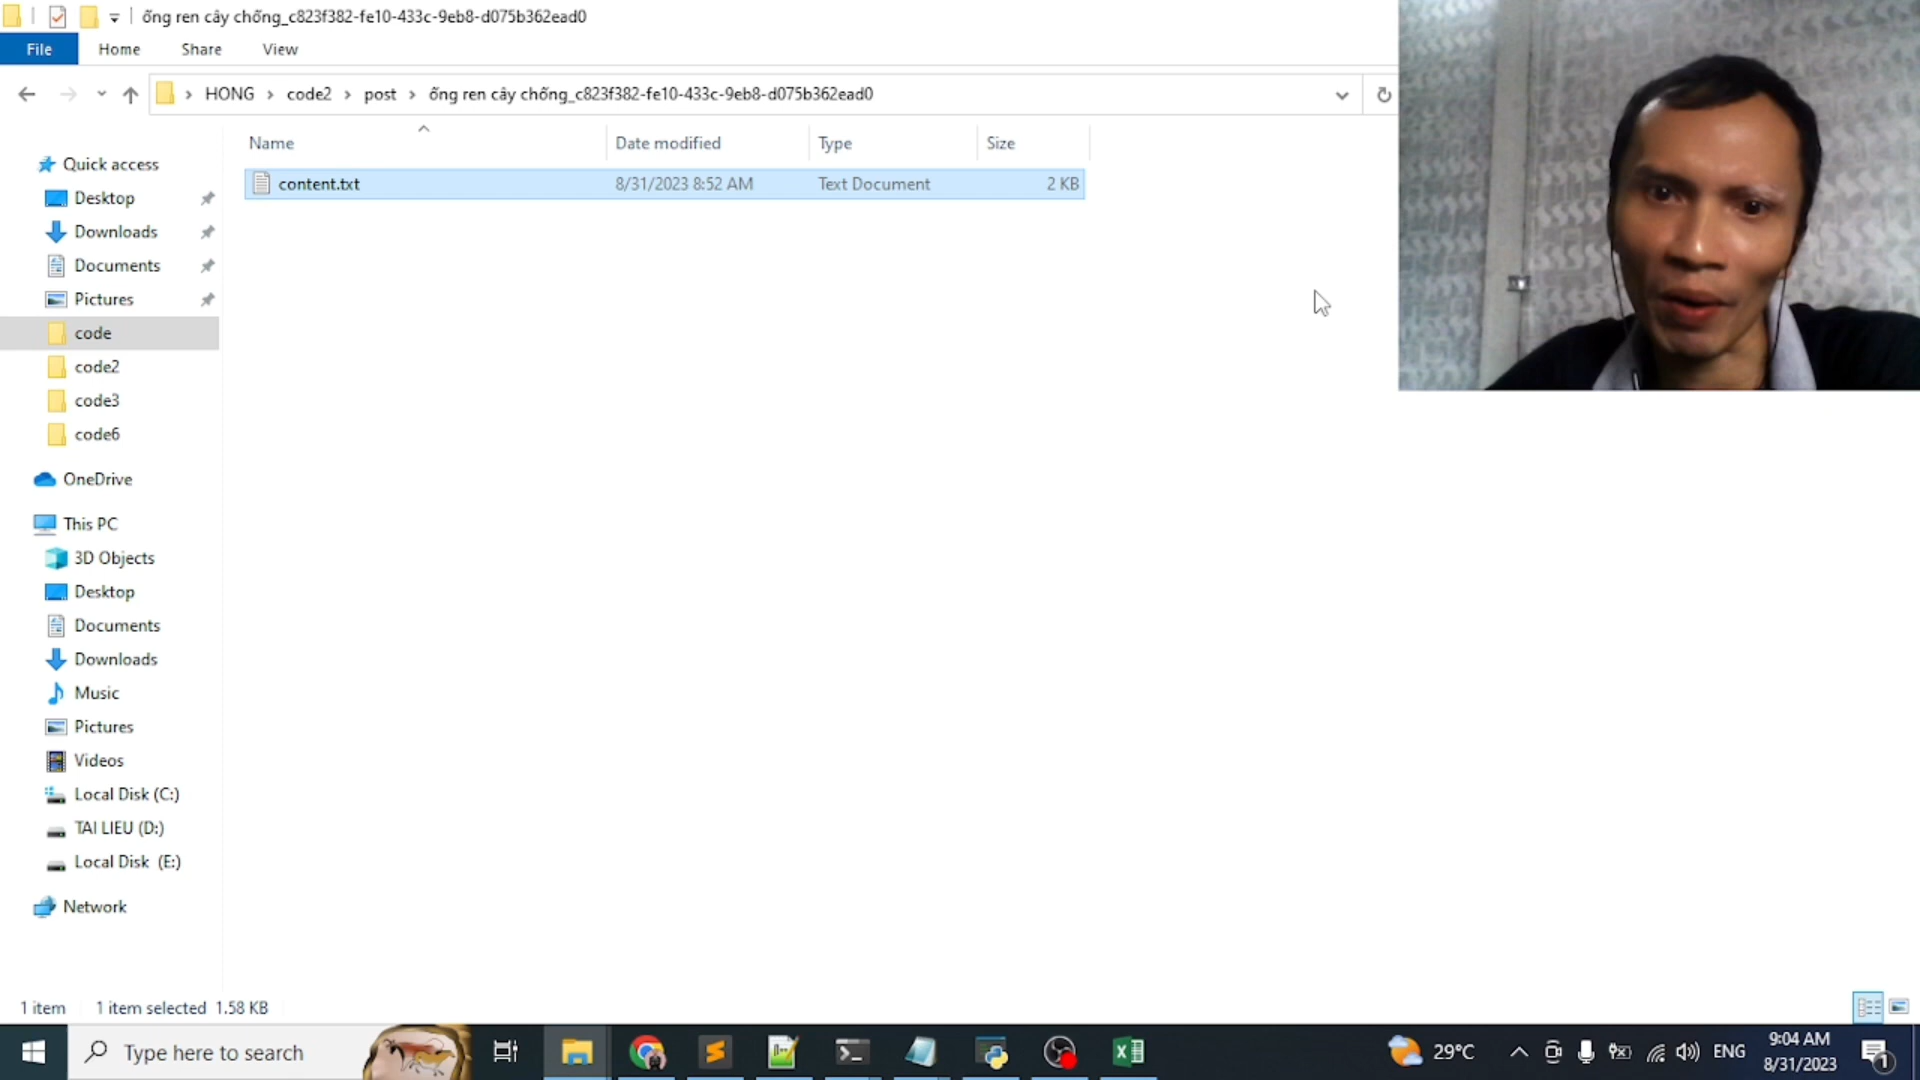 ống ren cây chống_c823f382-fe10-433c-9eb8-d075b362ead0
File Home Share View
HONG code2 post ống ren cây chống_c823f382-fe10-433c-9eb8-d075b362ead0
Name Date modified Type Size
content.txt 8/31/2023 8:52 AM Text Document 2 KB
Quick access
Desktop
Downloads
Documents
Pictures
code
code2
code3
code6
OneDrive
This PC
3D Objects
Desktop
Documents
Downloads
Music
Pictures
Videos
Local Disk (C:)
TAI LIEU (D:)
Local Disk (E:)
Network
1 item 1 item selected 1.58 KB
Type here to search
29°C ENG
9:04 AM
8/31/2023
1